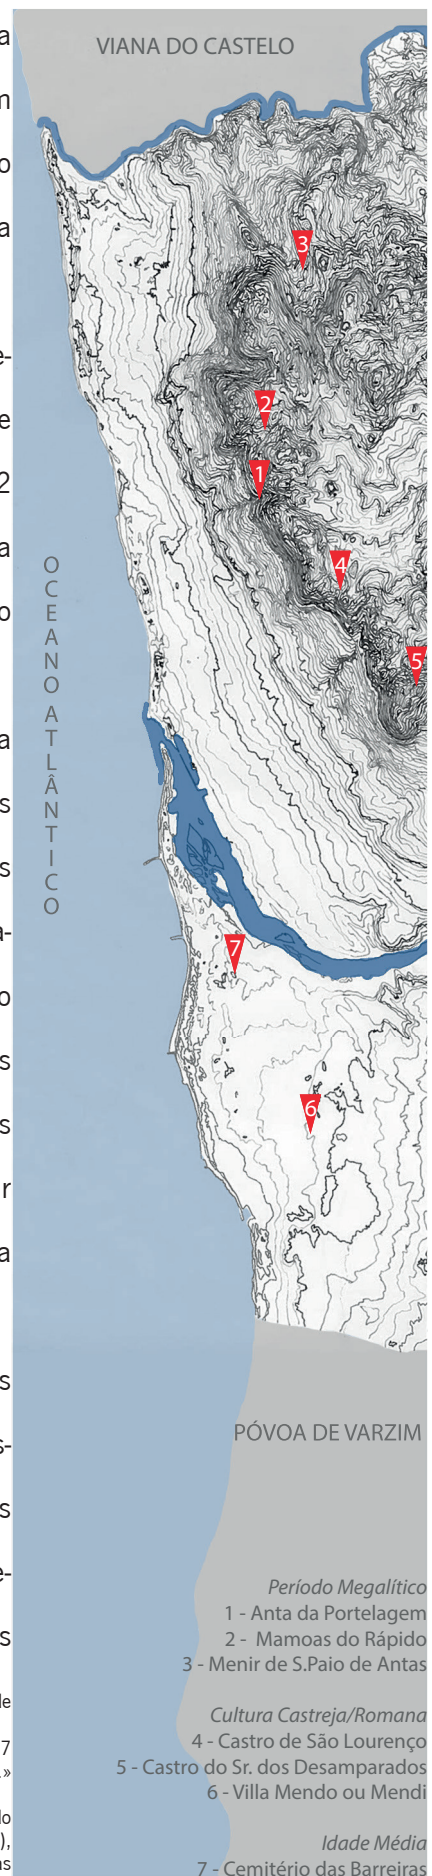 VIANA DO CASTELO
3
2
1
4
5
OCEANO ATLÂNTICO
7
6
PÓVOA DE VARZIM
Período Megalítico
1 - Anta da Portelagem
2 - Mamoas do Rápido
3 - Menir de S.Paio de Antas
Cultura Castreja/Romana
4 - Castro de São Lourenço
5 - Castro do Sr. dos Desamparados
6 - Villa Mendo ou Mendi
Idade Média
7 - Cemitério das Barreiras